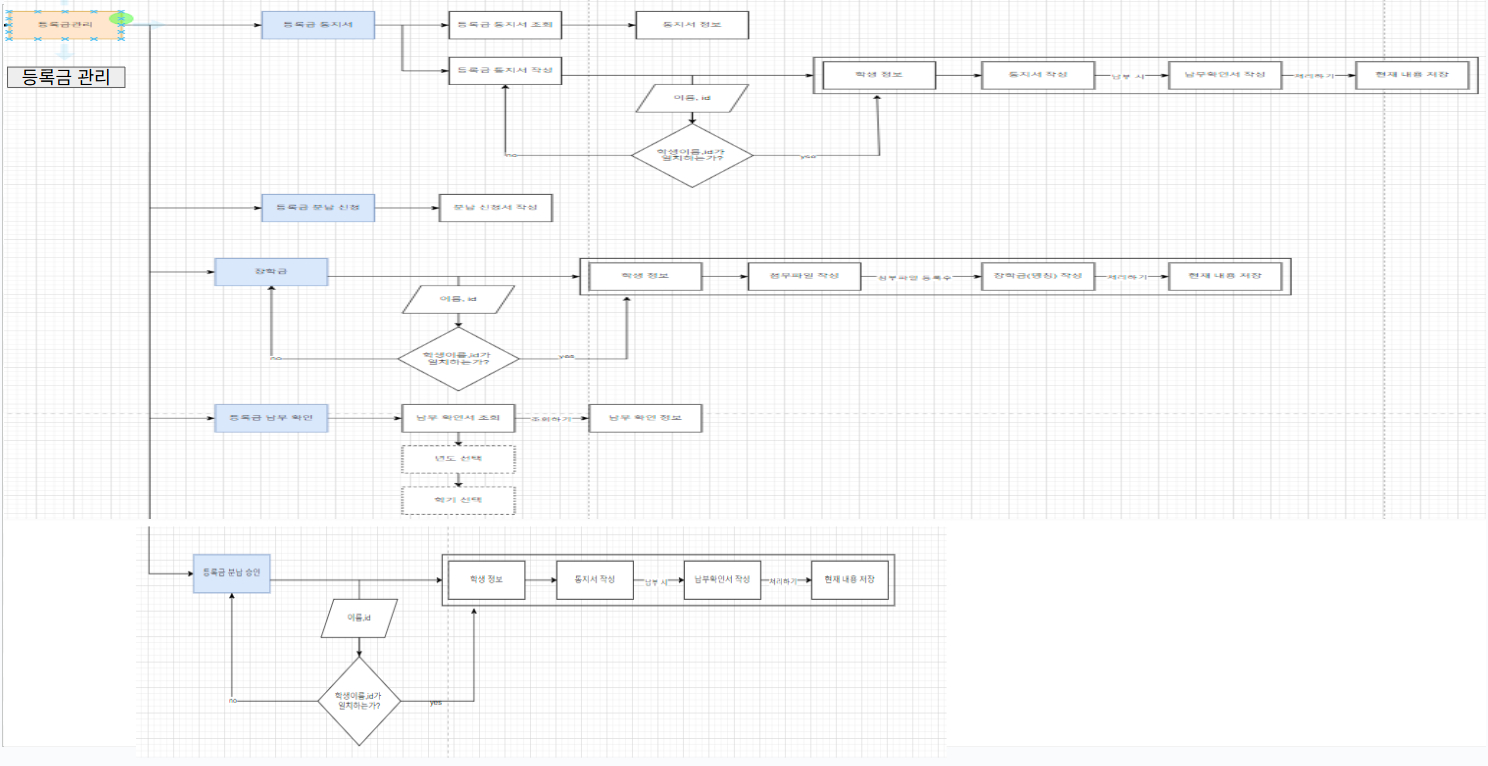 등록금관리
등록금 통지서
등록금 통지서 조회
통지서 정보
등록금 관리
등록금 통지서 작성
학생 정보
통지서 작성
납부 시
납부확인서 작성
처리하기
현재 내용 저장
이름, id
학생이름,id가
일치하는가?
no
yes
등록금 분납 신청
분납 신청서 작성
장학금
학생 정보
첨부파일 작성
첨부파일 등록수
장학금(명칭) 작성
처리하기
현재 내용 저장
이름, id
학생이름,id가
일치하는가?
no
yes
등록금 납부 확인
납부 확인서 조회
조회하기
납부 확인 정보
년도 선택
학기 선택
등록금 분납 승인
학생 정보
통지서 작성
납부 시
납부확인서 작성
처리하기
현재 내용 저장
이름,id
학생이름,id가
일치하는가?
no
yes